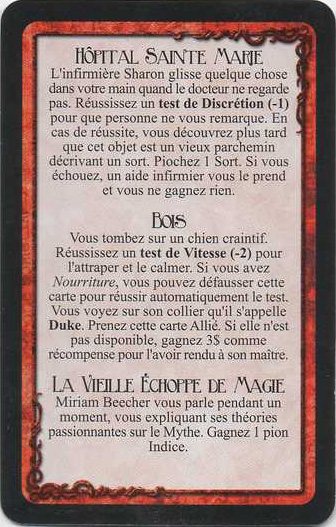 HÔPITAL SAINTE MARIE
L'infirmière Sharon glisse quelque chose
dans votre main quand le docteur ne regarde
pas. Réussissez un test de Discrétion (-1)
pour que personne ne vous remarque. En
cas de réussite, vous découvrez plus tard
que cet objet est un vieux parchemin
décrivant un sort. Piochez 1 Sort. Si vous
échouez, un aide infirmier vous le prend
et vous ne gagnez rien.
BOIS
Vous tombez sur un chien craintif.
Réussissez un test de Vitesse (-2) pour
l'attraper et le calmer. Si vous avez
Nourriture, vous pouvez défausser cette
carte pour réussir automatiquement le test.
Vous voyez sur son collier qu'il s'appelle
Duke. Prenez cette carte Allié. Si elle n'est
pas disponible, gagnez 3$ comme
récompense pour l'avoir rendu à son maître.
LA VIEILLE ÉCHOPPE DE MAGIE
Miriam Beecher vous parle pendant un
moment, vous expliquant ses théories
passionnantes sur le Mythe. Gagnez 1 pion
Indice.